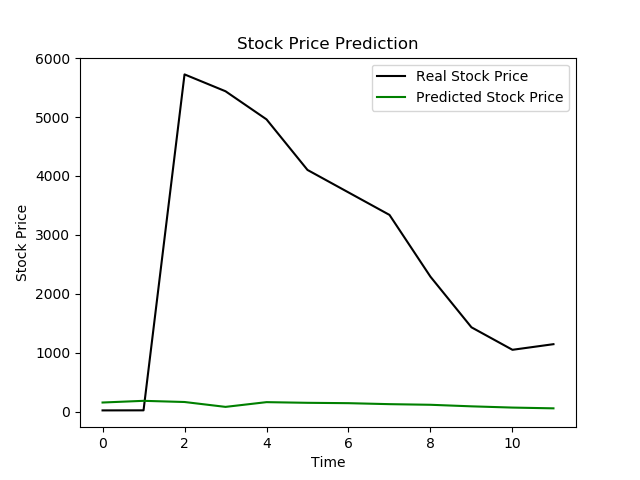 Stock Price Prediction
Real Stock Price
Predicted Stock Price
Stock Price
6000
5000
4000
3000
2000
1000
0
0 2 4 6 8 10
Time